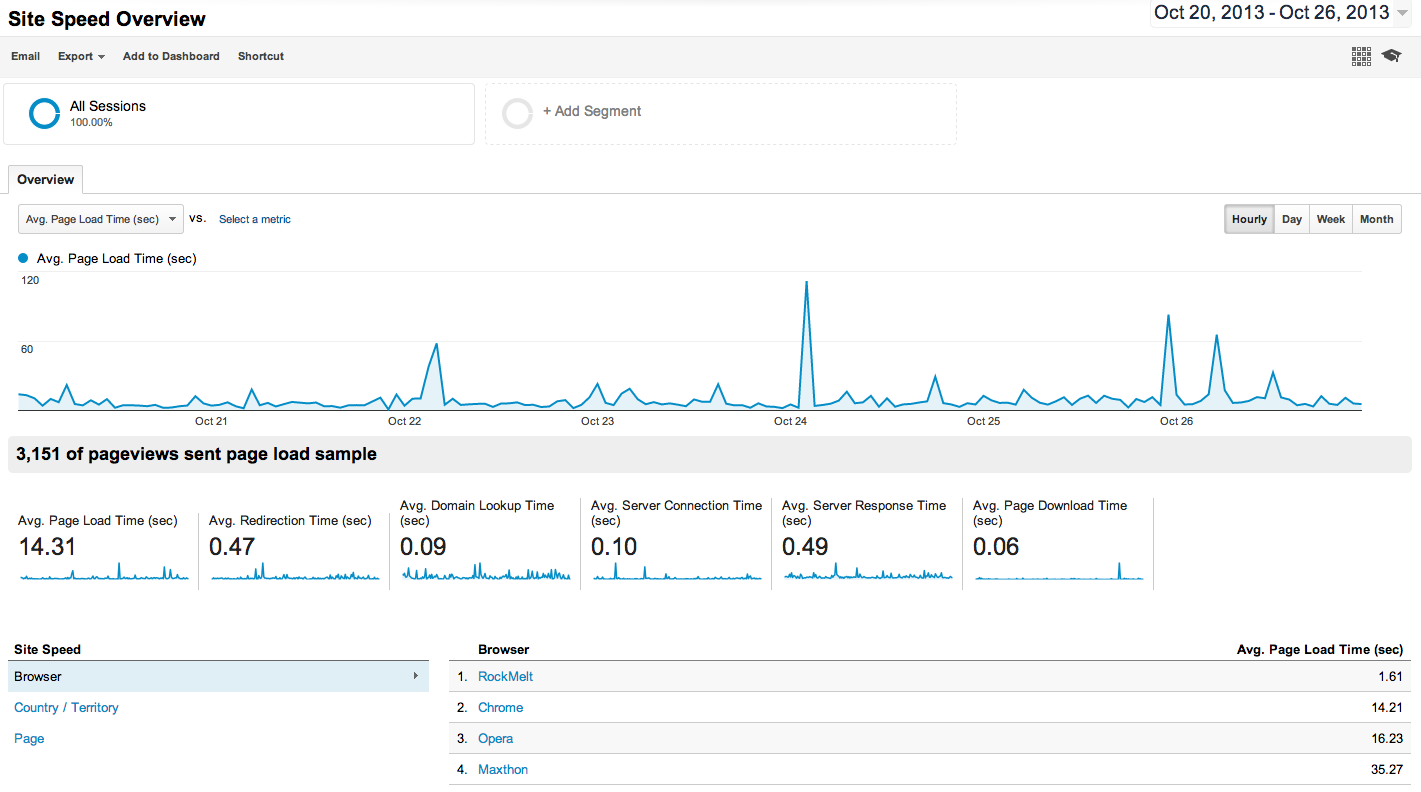 Site Speed Overview
Oct 20, 2013 - Oct 26, 2013
Email Export Add to Dashboard Shortcut
All Sessions
100.00%
+ Add Segment
Overview
Avg. Page Load Time (sec) VS. Select a metric
Hourly Day Week Month
Avg. Page Load Time (sec)
120
60
Oct 21 Oct 22 Oct 23 Oct 24 Oct 25 Oct 26
3,151 of pageviews sent page load sample
Avg. Page Load Time (sec)
14.31
Avg. Redirection Time (sec)
0.47
Avg. Domain Lookup Time
(sec)
0.09
Avg. Server Connection Time
(sec)
0.10
Avg. Server Response Time
(sec)
0.49
Avg. Page Download Time
(sec)
0.06
Site Speed
Browser
Country / Territory
Page
Browser Avg. Page Load Time (sec)
1. RockMelt 1.61
2. Chrome 14.21
3. Opera 16.23
4. Maxthon 35.27